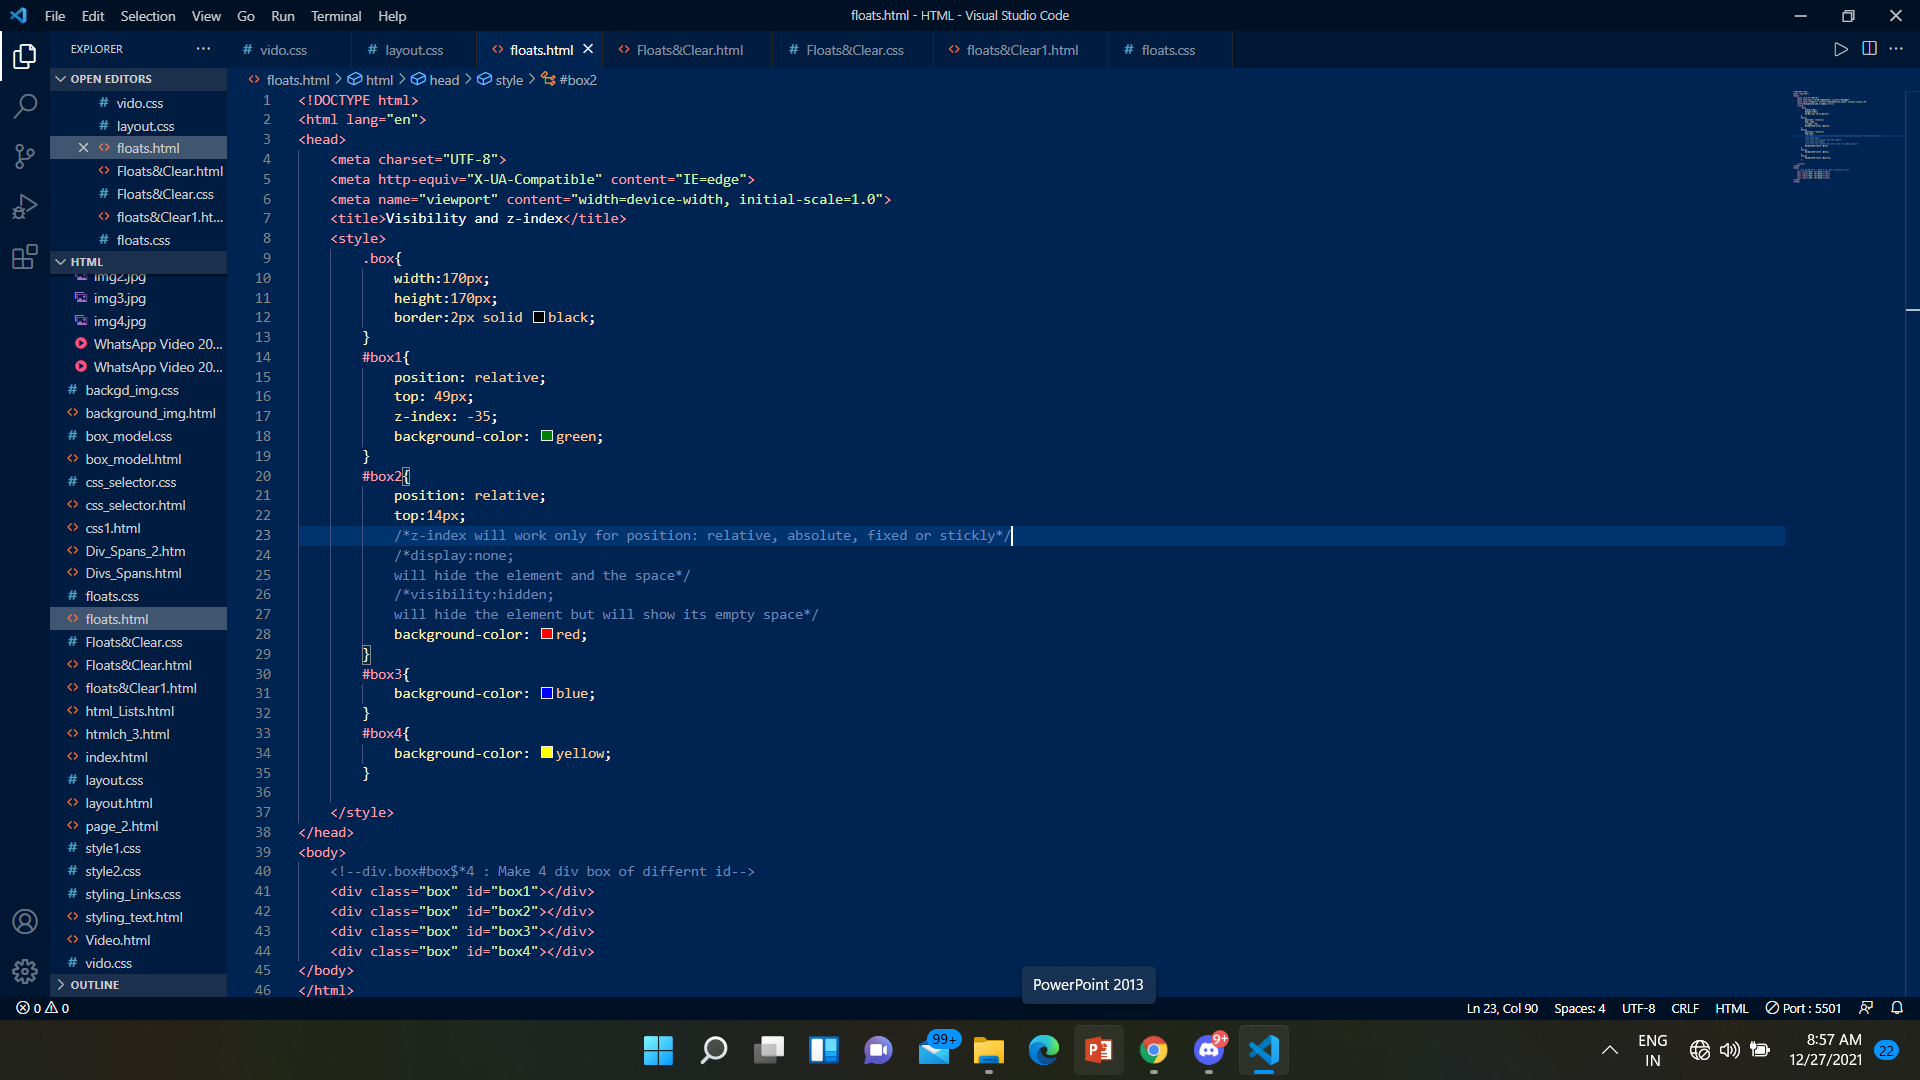 File Edit Selection View Go Run Terminal Help
floats.html - HTML - Visual Studio Code
EXPLORER
vido.css layout.css floats.html Floats&Clear.html Floats&Clear.css floats&Clear1.html floats.css
floats.html > html > head > style > #box2
OPEN EDITORS
vido.css
layout.css
floats.html
Floats&Clear.html
Floats&Clear.css
floats&Clear1.ht...
floats.css
HTML
img2.jpg
img3.jpg
img4.jpg
WhatsApp Video 20...
WhatsApp Video 20...
backgd_img.css
background_img.html
box_model.css
box_model.html
css_selector.css
css_selector.html
css1.html
Div_Spans_2.htm
Divs_Spans.html
floats.css
floats.html
Floats&Clear.css
Floats&Clear.html
floats&Clear1.html
html_Lists.html
htmlch_3.html
index.html
layout.css
layout.html
page_2.html
style1.css
style2.css
styling_Links.css
styling_text.html
Video.html
vido.css
OUTLINE
1 <!DOCTYPE html>
2 <html lang="en">
3 <head>
4 <meta charset="UTF-8">
5 <meta http-equiv="X-UA-Compatible" content="IE=edge">
6 <meta name="viewport" content="width=device-width, initial-scale=1.0">
7 <title>Visibility and z-index</title>
8 <style>
9 .box{
10 width:170px;
11 height:170px;
12 border:2px solid black;
13 }
14 #box1{
15 position: relative;
16 top: 49px;
17 z-index: -35;
18 background-color: green;
19 }
20 #box2{
21 position: relative;
22 top:14px;
23 /*z-index will work only for position: relative, absolute, fixed or stickly*/
24 /*display:none;
25 will hide the element and the space*/
26 /*visibility:hidden;
27 will hide the element but will show its empty space*/
28 background-color: red;
29 }
30 #box3{
31 background-color: blue;
32 }
33 #box4{
34 background-color: yellow;
35 }
36
37 </style>
38 </head>
39 <body>
40 <!--div.box#box$*4 : Make 4 div box of differnt id-->
41 <div class="box" id="box1"></div>
42 <div class="box" id="box2"></div>
43 <div class="box" id="box3"></div>
44 <div class="box" id="box4"></div>
45 </body>
46 </html>
PowerPoint 2013
0 0
Ln 23, Col 90 Spaces: 4 UTF-8 CRLF HTML Port : 5501
99+
9+
ENG
IN
8:57 AM
12/27/2021
22